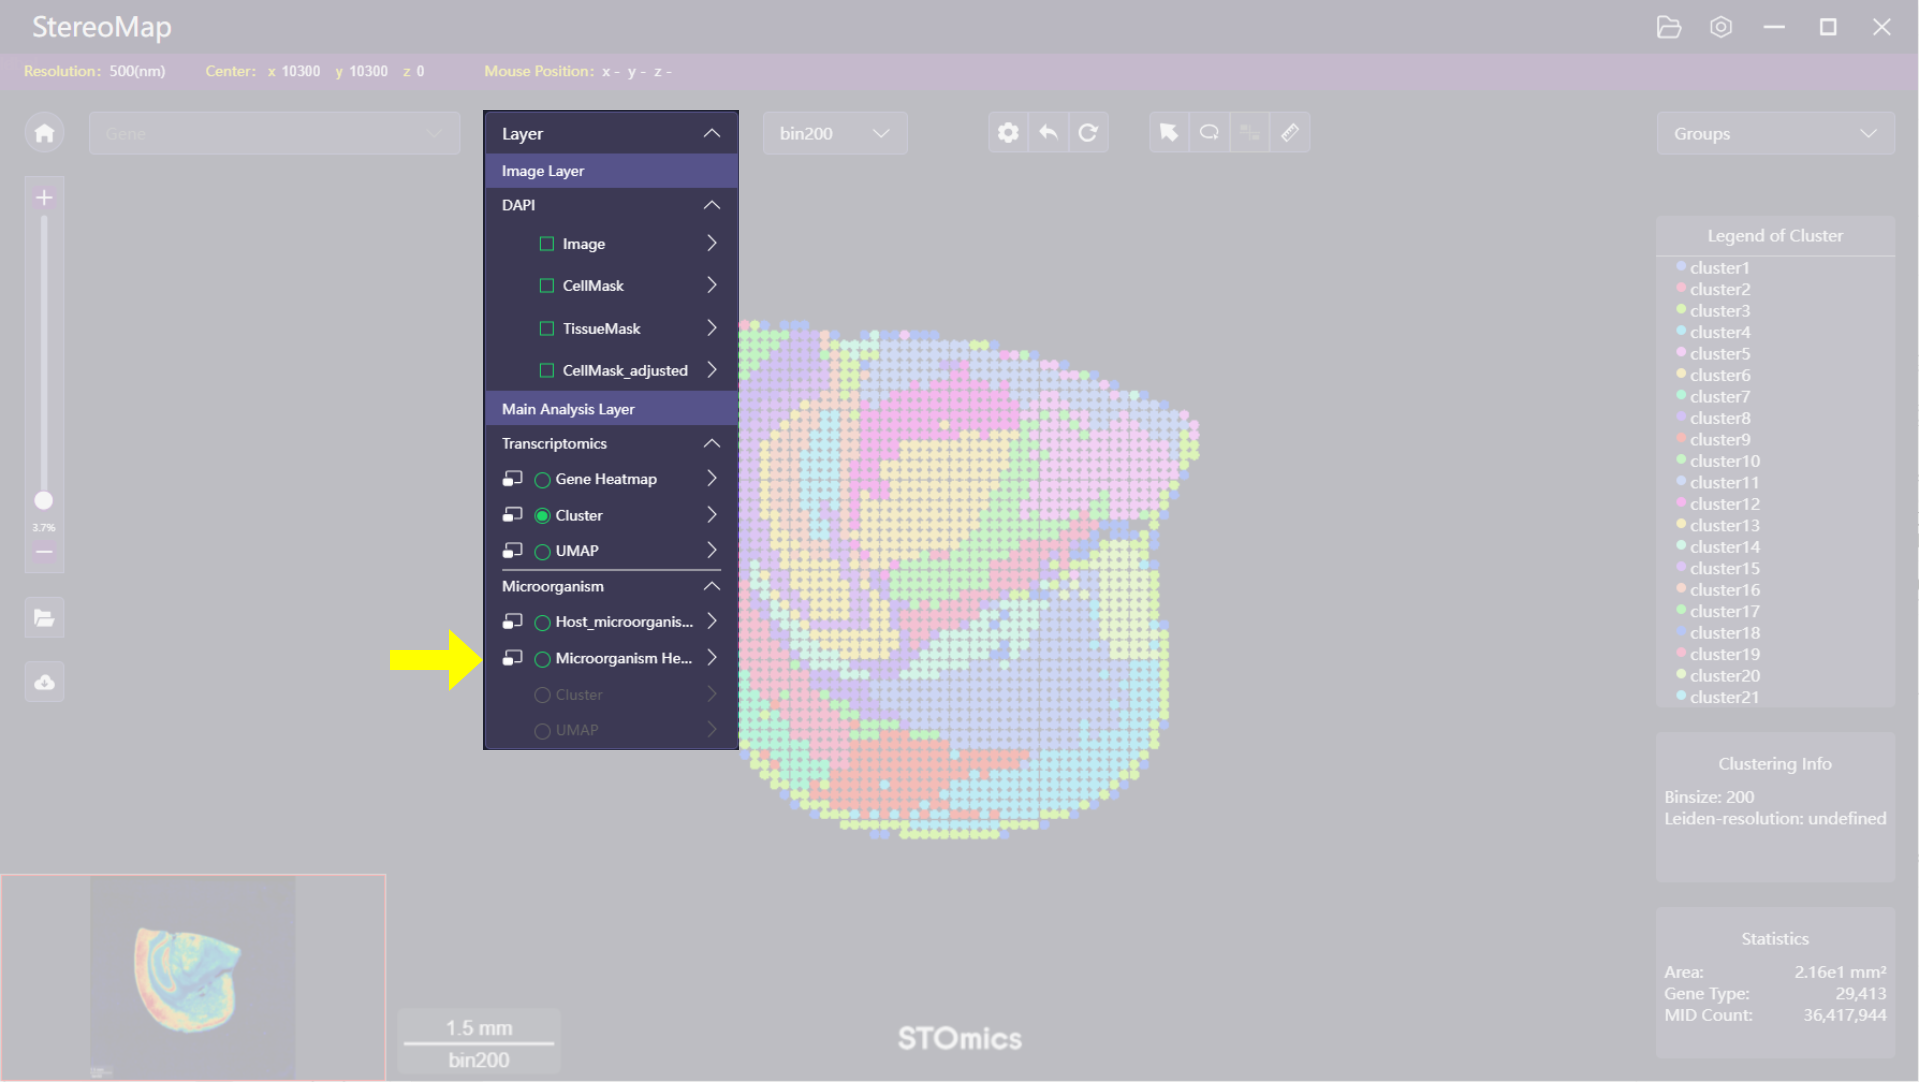 StereoMap
Resolution: 500(nm) Center: x 10300 y 10300 z 0 Mouse Position: x - y - z -
Gene
Layer
bin200
Groups
Image Layer
DAPI
Image
CellMask
TissueMask
CellMask_adjusted
Main Analysis Layer
Transcriptomics
Gene Heatmap
Cluster
UMAP
Microorganism
Host_microorganis...
Microorganism He...
Cluster
UMAP
3.7%
Legend of Cluster
cluster1
cluster2
cluster3
cluster4
cluster5
cluster6
cluster7
cluster8
cluster9
cluster10
cluster11
cluster12
cluster13
cluster14
cluster15
cluster16
cluster17
cluster18
cluster19
cluster20
cluster21
Clustering Info
Binsize: 200
Leiden-resolution: undefined
Statistics
Area: 2.16e1 mm²
Gene Type: 29,413
MID Count: 36,417,944
1.5 mm
bin200
STOmics